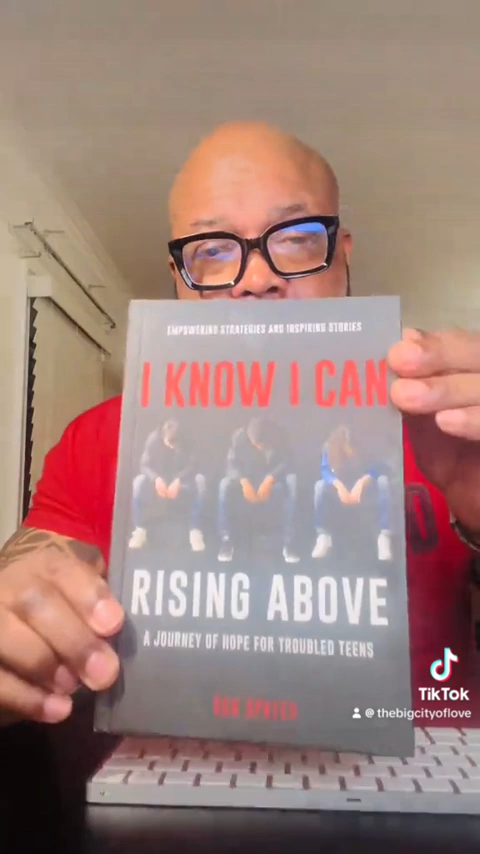 EMPOWERING STRATEGIES AND INSPIRING STORIES
I KNOW I CAN
RISING ABOVE
A JOURNEY OF HOPE FOR TROUBLED TEENS
TikTok
@thebigcityoflove